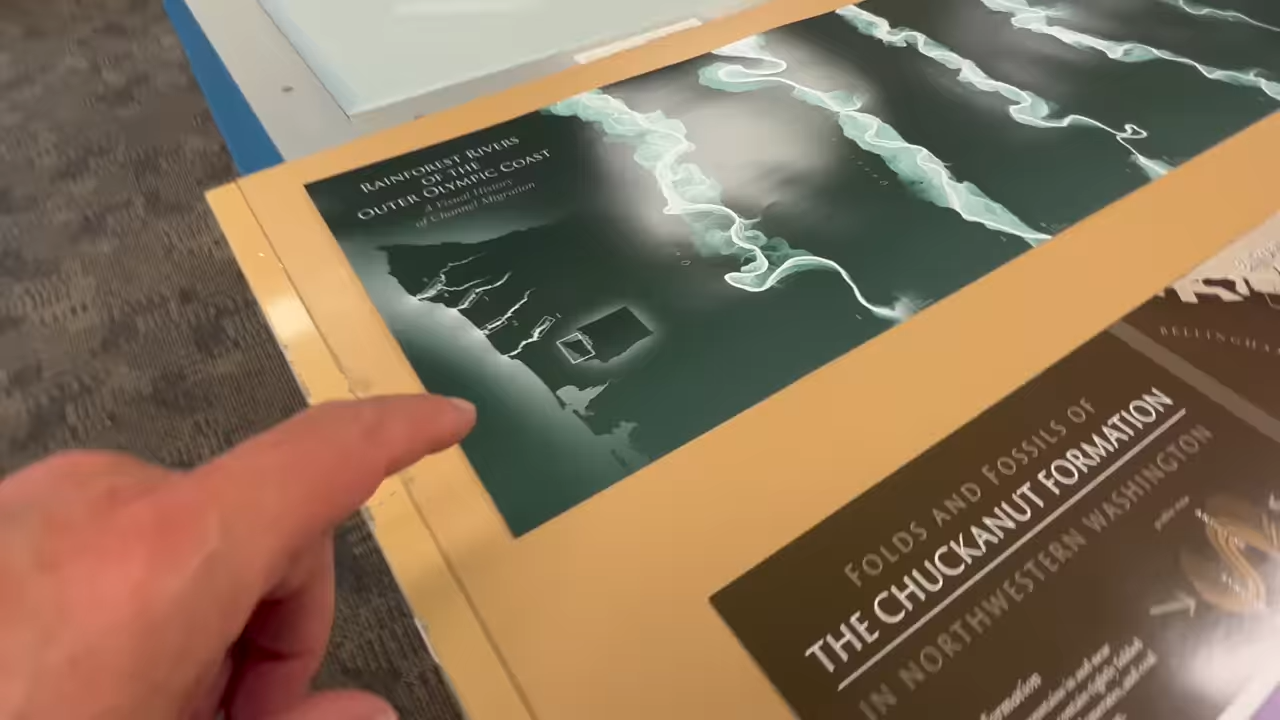 RAINFOREST RIVERS
OF THE
OUTER OLYMPIC COAST
A Visual History
of Channel Migration
BELLINGHA
FOLDS AND FOSSILS OF
THE CHUCKANUT FORMATION
IN NORTHWESTERN WASHINGTON